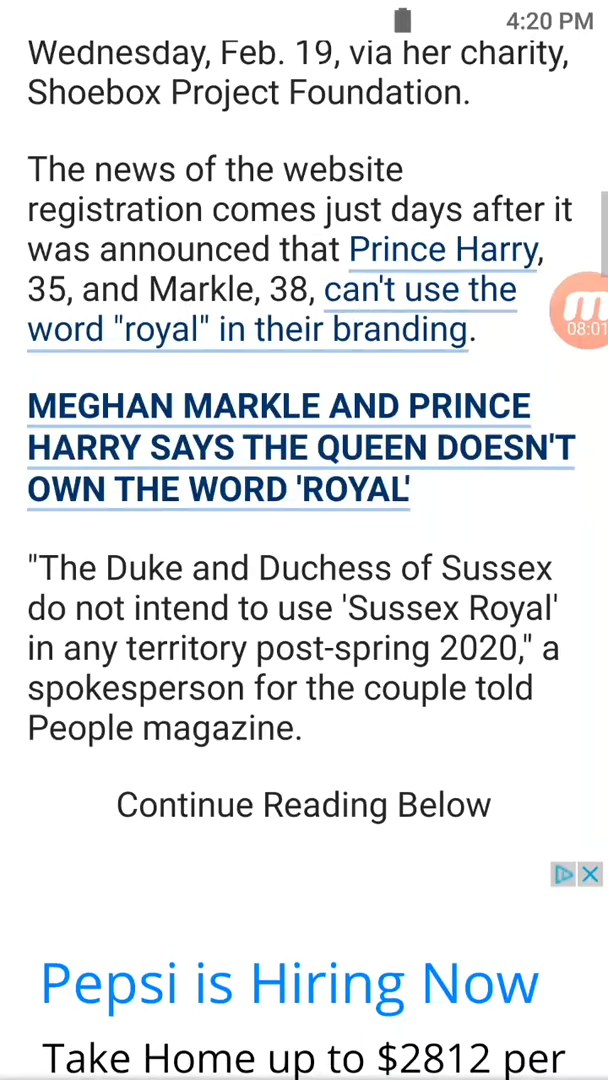 4:20 PM
Wednesday, Feb. 19, via her charity,
Shoebox Project Foundation.
The news of the website
registration comes just days after it
was announced that Prince Harry,
35, and Markle, 38, can't use the
word "royal" in their branding.
08:01
MEGHAN MARKLE AND PRINCE
HARRY SAYS THE QUEEN DOESN'T
OWN THE WORD 'ROYAL'
"The Duke and Duchess of Sussex
do not intend to use 'Sussex Royal'
in any territory post-spring 2020," a
spokesperson for the couple told
People magazine.
Continue Reading Below
Pepsi is Hiring Now
Take Home up to $2812 per